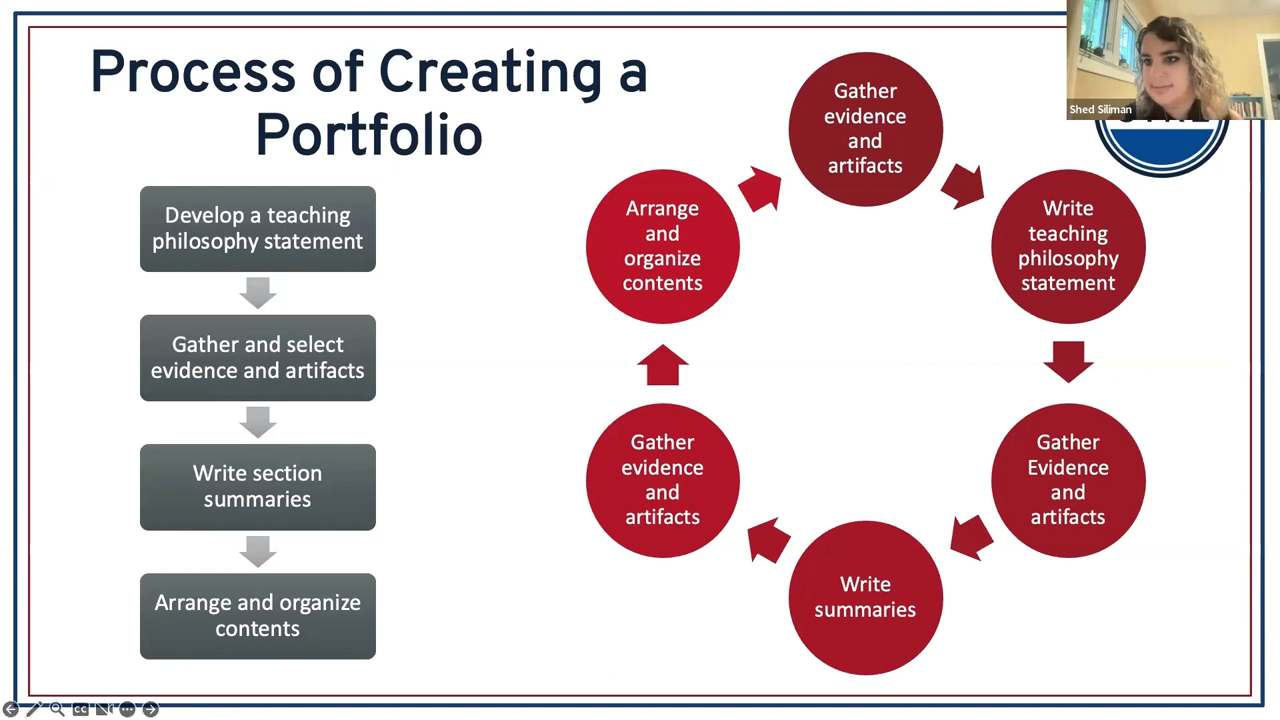 Process of Creating a
Portfolio
Develop a teaching
philosophy statement
Gather and select
evidence and artifacts
Write section
summaries
Arrange and organize
contents
Gather
evidence
and
artifacts
Write
teaching
philosophy
statement
Gather
Evidence
and
artifacts
Write
summaries
Gather
evidence
and
artifacts
Arrange
and
organize
contents
Shed Siliman
CC